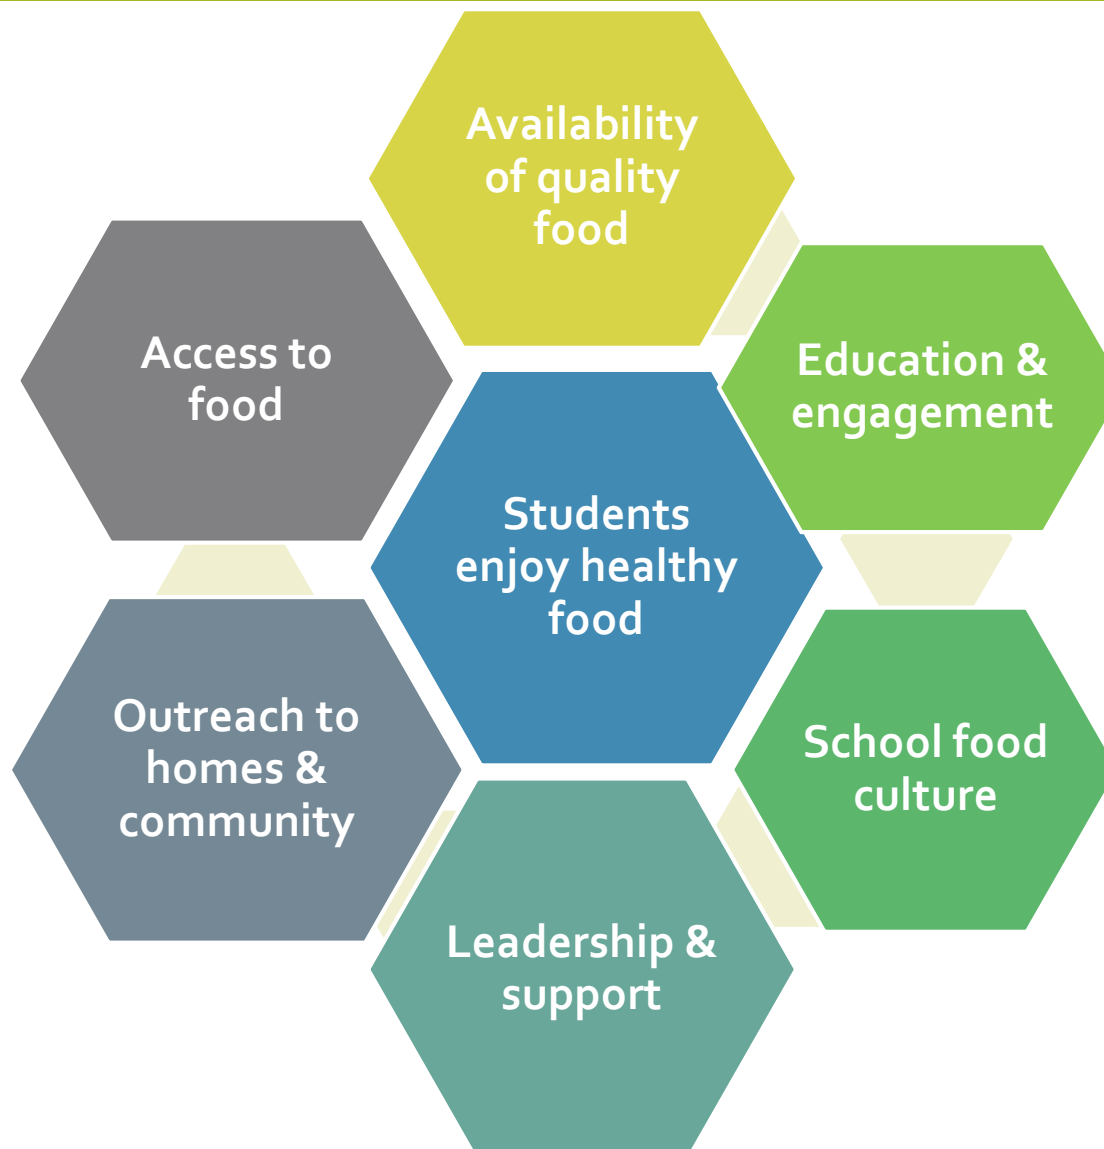 Availability
of quality
food
Education &
engagement
Access to
food
Students
enjoy healthy
food
School food
culture
Outreach to
homes &
community
Leadership &
support